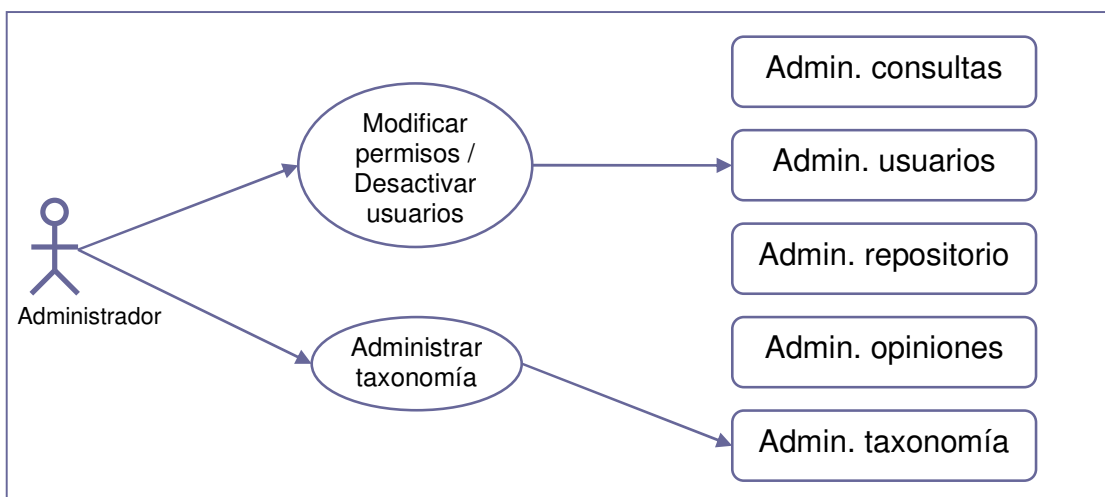 Admin. consultas
Modificar
permisos /
Desactivar
usuarios
Admin. usuarios
Admin. repositorio
Administrador
Administrar
taxonomía
Admin. opiniones
Admin. taxonomía